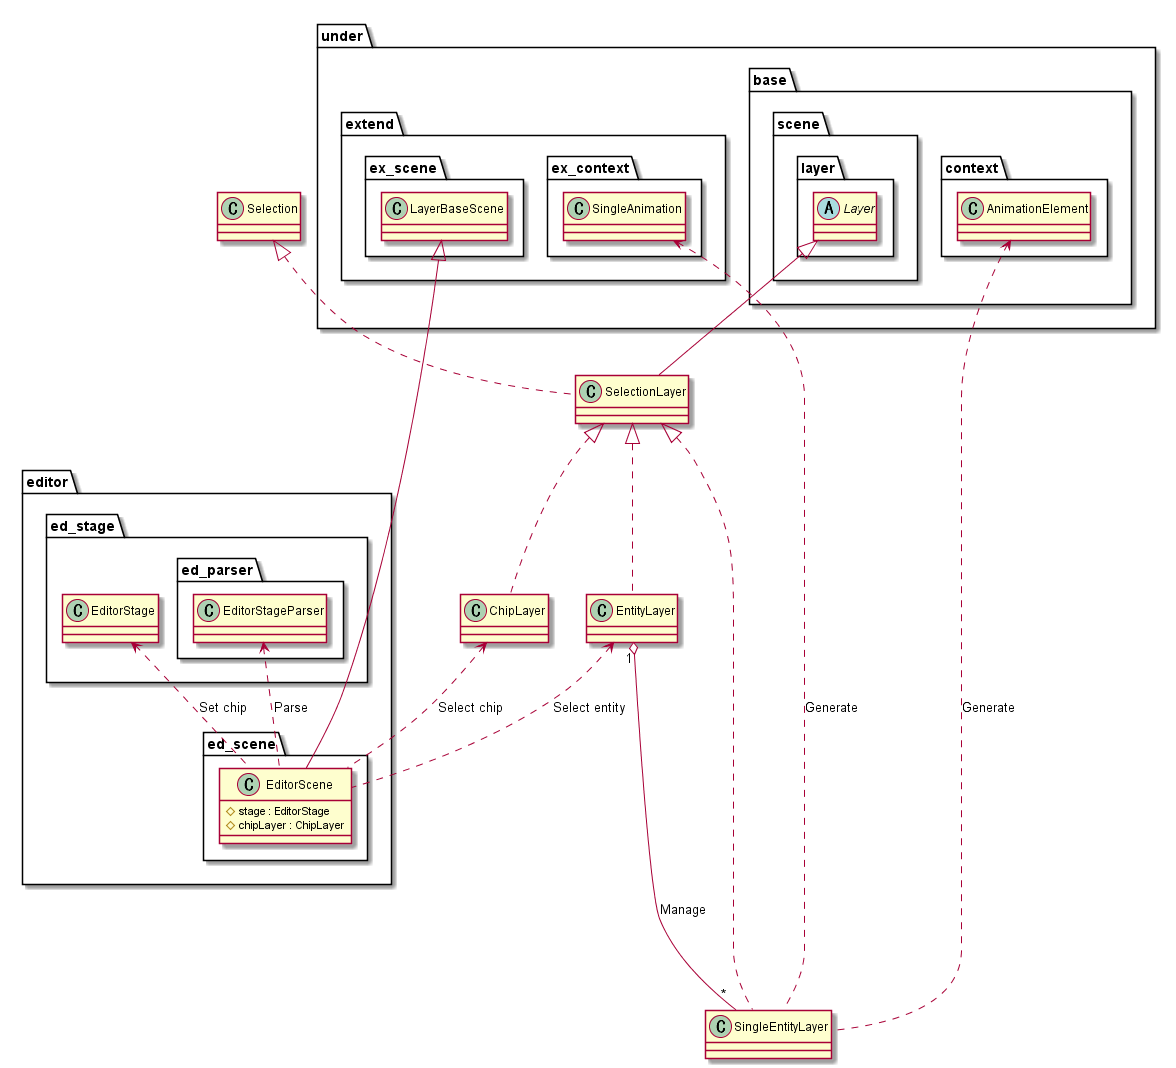 under
base
extend
scene
ex_scene
ex_context
layer
context
C Selection
C LayerBaseScene
C SingleAnimation
A Layer
C AnimationElement
C SelectionLayer
editor
ed_stage
ed_parser
C EditorStage
C EditorStageParser
C ChipLayer
C EntityLayer
1
Set chip
Parse
Select chip
Select entity
Generate
Generate
ed_scene
C EditorScene
stage : EditorStage
chipLayer : ChipLayer
Manage
*
C SingleEntityLayer